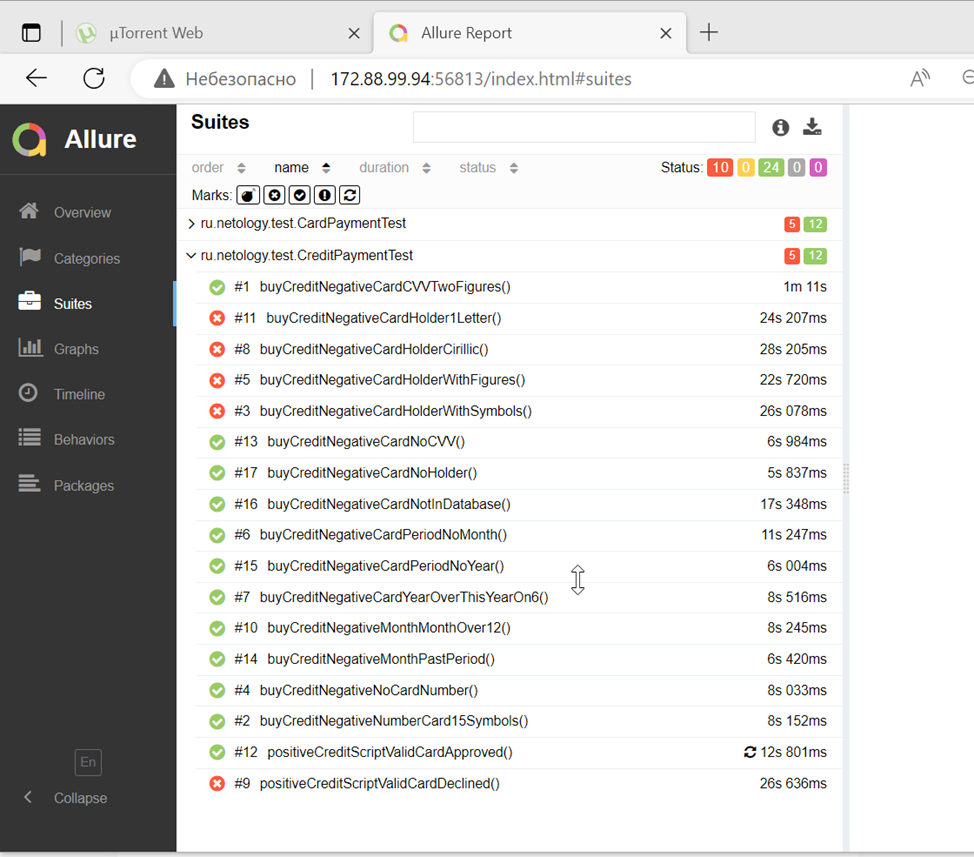 µTorrent Web
Allure Report
Небезопасно 172.88.99.94:56813/index.html#suites
Allure
Overview
Categories
Suites
Graphs
Timeline
Behaviors
Packages
En
Collapse
Suites
order name duration status Status: 10 0 24 0 0
Marks:
ru.netology.test.CardPaymentTest 5 12
ru.netology.test.CreditPaymentTest 5 12
#1 buyCreditNegativeCardCVVTwoFigures() 1m 11s
#11 buyCreditNegativeCardHolder1Letter() 24s 207ms
#8 buyCreditNegativeCardHolderCirillic() 28s 205ms
#5 buyCreditNegativeCardHolderWithFigures() 22s 720ms
#3 buyCreditNegativeCardHolderWithSymbols() 26s 078ms
#13 buyCreditNegativeCardNoCVV() 6s 984ms
#17 buyCreditNegativeCardNoHolder() 5s 837ms
#16 buyCreditNegativeCardNotInDatabase() 17s 348ms
#6 buyCreditNegativeCardPeriodNoMonth() 11s 247ms
#15 buyCreditNegativeCardPeriodNoYear() 6s 004ms
#7 buyCreditNegativeCardYearOverThisYearOn6() 8s 516ms
#10 buyCreditNegativeMonthMonthOver12() 8s 245ms
#14 buyCreditNegativeMonthPastPeriod() 6s 420ms
#4 buyCreditNegativeNoCardNumber() 8s 033ms
#2 buyCreditNegativeNumberCard15Symbols() 8s 152ms
#12 positiveCreditScriptValidCardApproved() 12s 801ms
#9 positiveCreditScriptValidCardDeclined() 26s 636ms